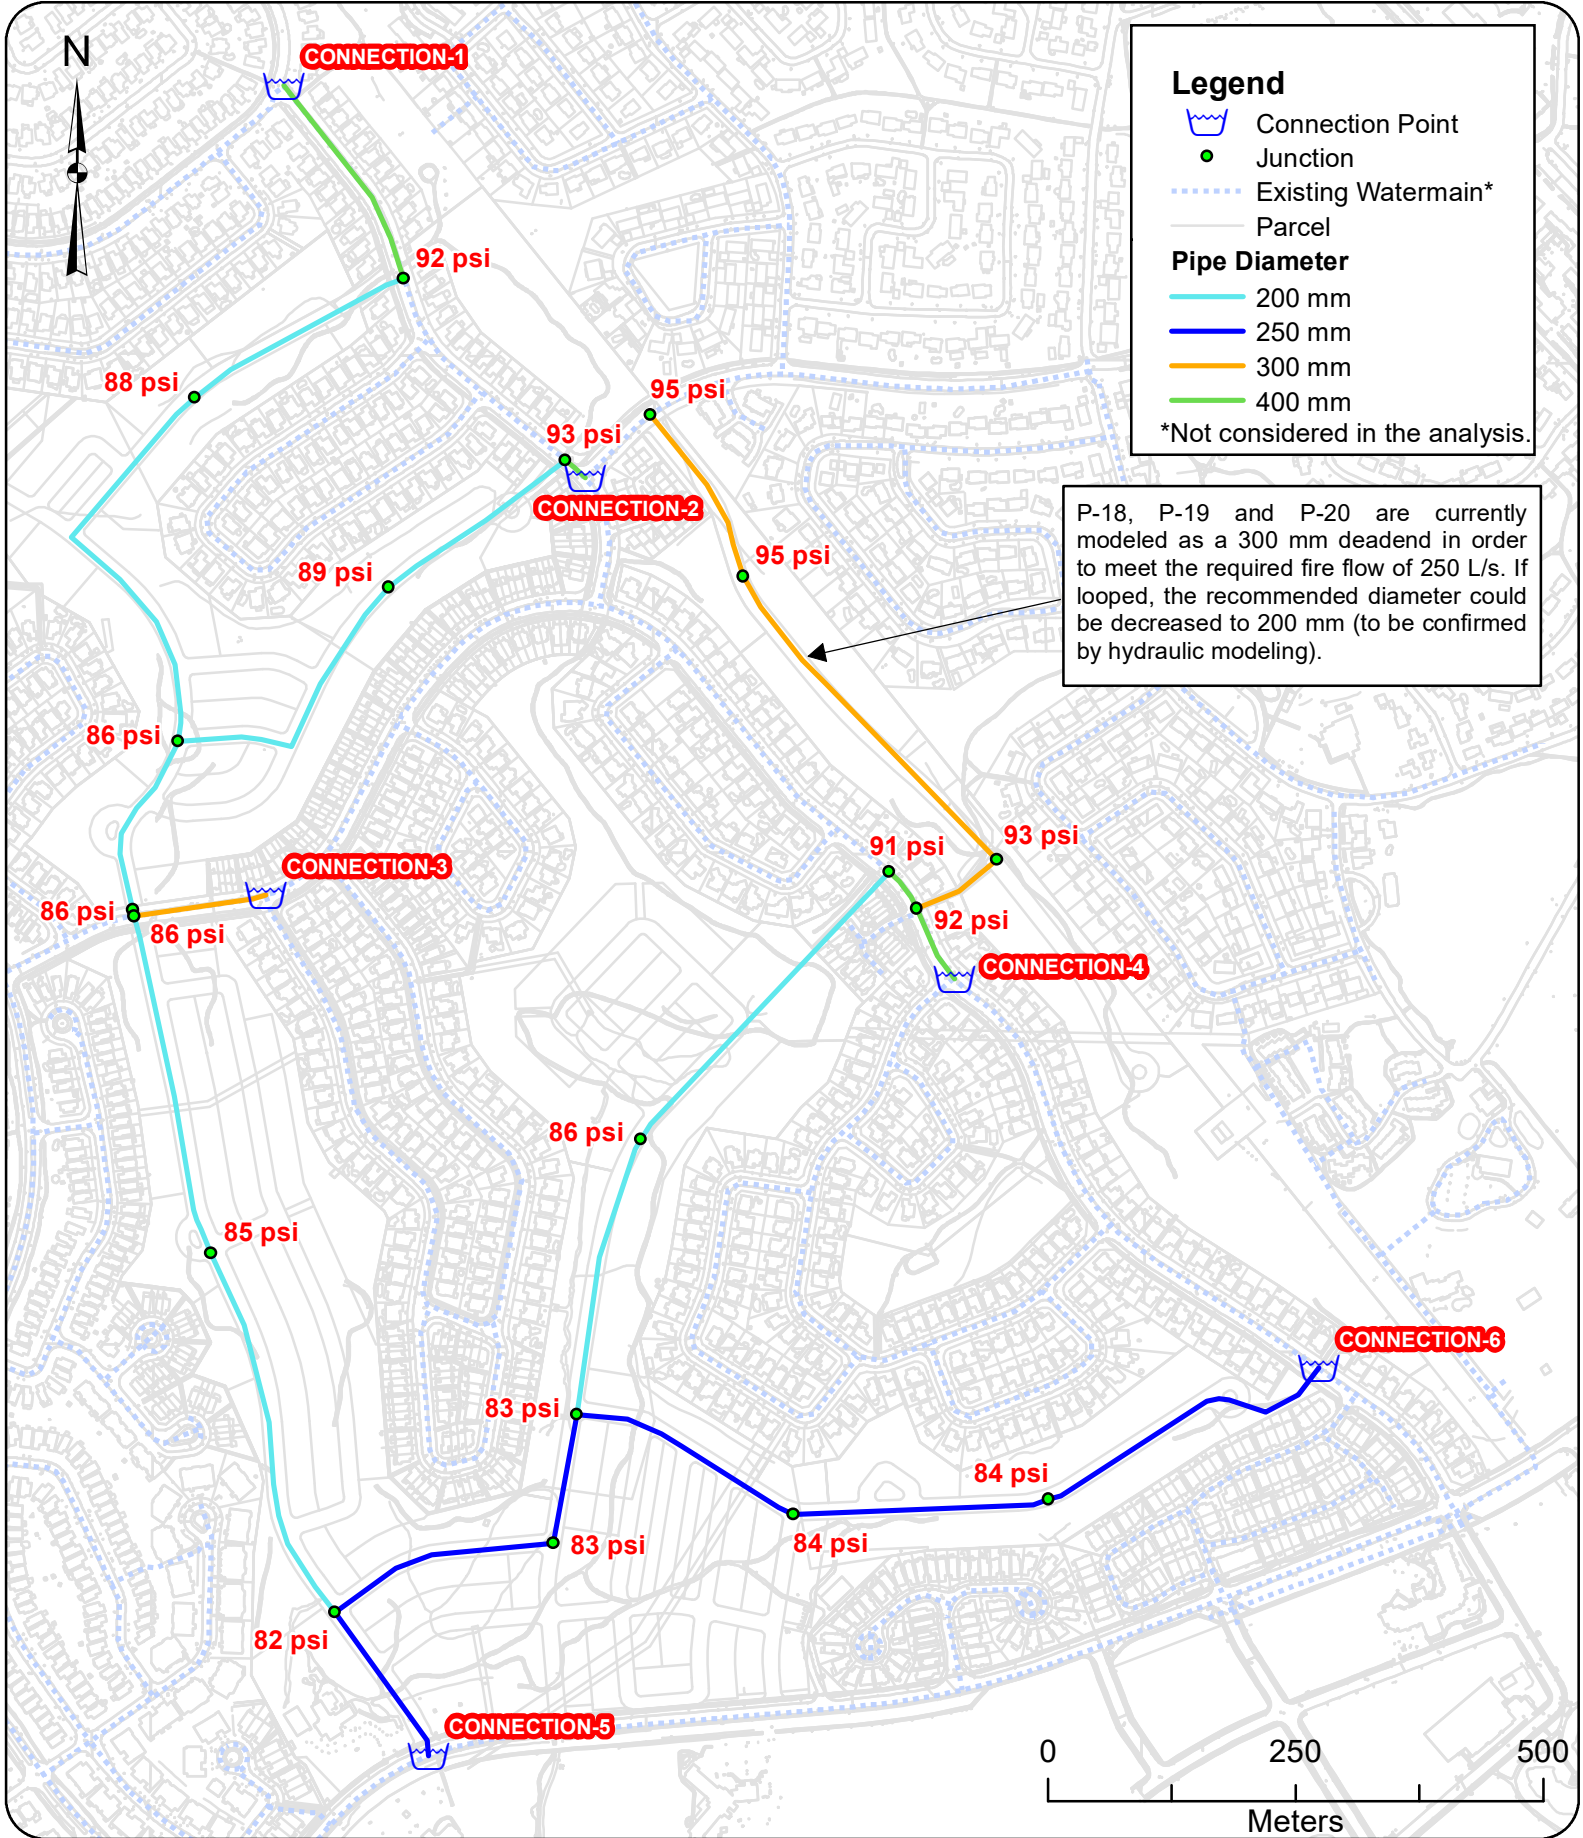 N
CONNECTION-1
92 psi
88 psi
95 psi
93 psi
CONNECTION-2
89 psi
95 psi
86 psi
CONNECTION-3
86 psi
86 psi
91 psi
93 psi
92 psi
CONNECTION-4
86 psi
85 psi
CONNECTION-6
83 psi
84 psi
84 psi
83 psi
82 psi
CONNECTION-5
Legend
Connection Point
Junction
Existing Watermain*
Parcel
Pipe Diameter
200 mm
250 mm
300 mm
400 mm
*Not considered in the analysis.
P-18, P-19 and P-20 are currently
modeled as a 300 mm deadend in order
to meet the required fire flow of 250 L/s. If
looped, the recommended diameter could
be decreased to 200 mm (to be confirmed
by hydraulic modeling).
0 250 500
Meters